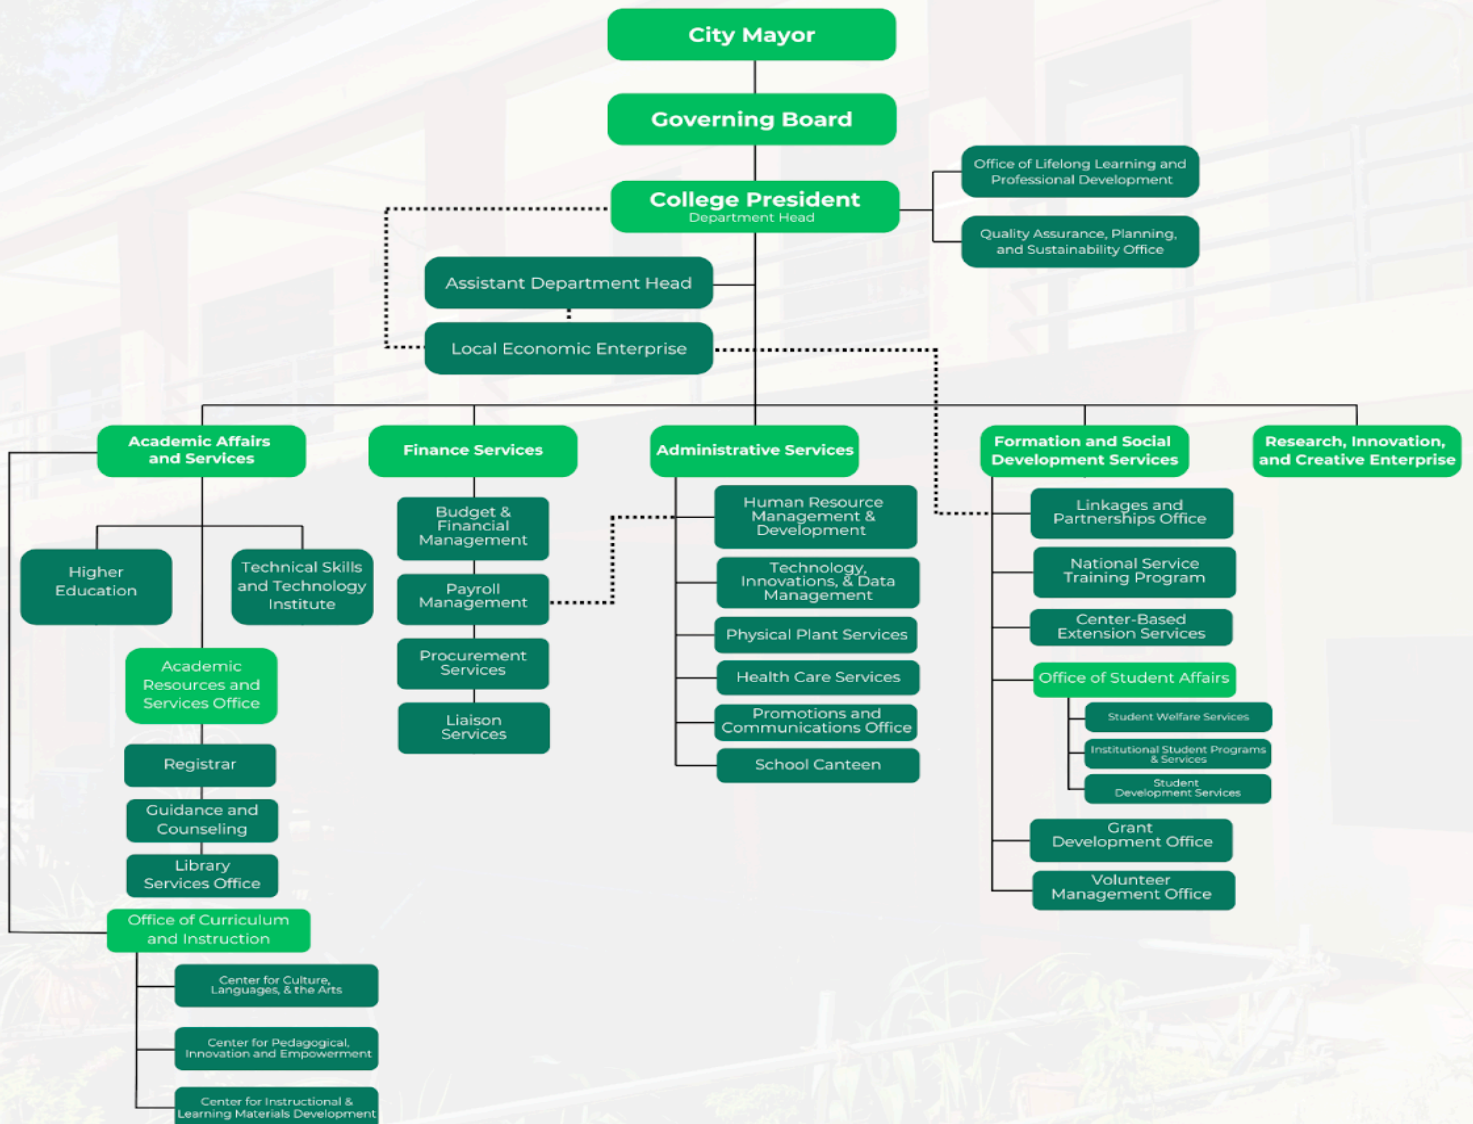 City Mayor
Governing Board
College President
Department Head
Office of Lifelong Learning and
Professional Development
Quality Assurance, Planning,
and Sustainability Office
Assistant Department Head
Local Economic Enterprise
Academic Affairs
and Services
Finance Services
Administrative Services
Formation and Social
Development Services
Research, Innovation,
and Creative Enterprise
Higher
Education
Technical Skills
and Technology
Institute
Academic
Resources and
Services Office
Registrar
Guidance and
Counseling
Library
Services Office
Office of Curriculum
and Instruction
Center for Culture,
Languages, & the Arts
Center for Pedagogical,
Innovation and Empowerment
Center for Instructional &
Learning Materials Development
Budget &
Financial
Management
Payroll
Management
Procurement
Services
Liaison
Services
Human Resource
Management &
Development
Technology,
Innovations, & Data
Management
Physical Plant Services
Health Care Services
Promotions and
Communications Office
School Canteen
Linkages and
Partnerships Office
National Service
Training Program
Center-Based
Extension Services
Office of Student Affairs
Student Welfare Services
Institutional Student Programs
& Services
Student
Development Services
Grant
Development Office
Volunteer
Management Office